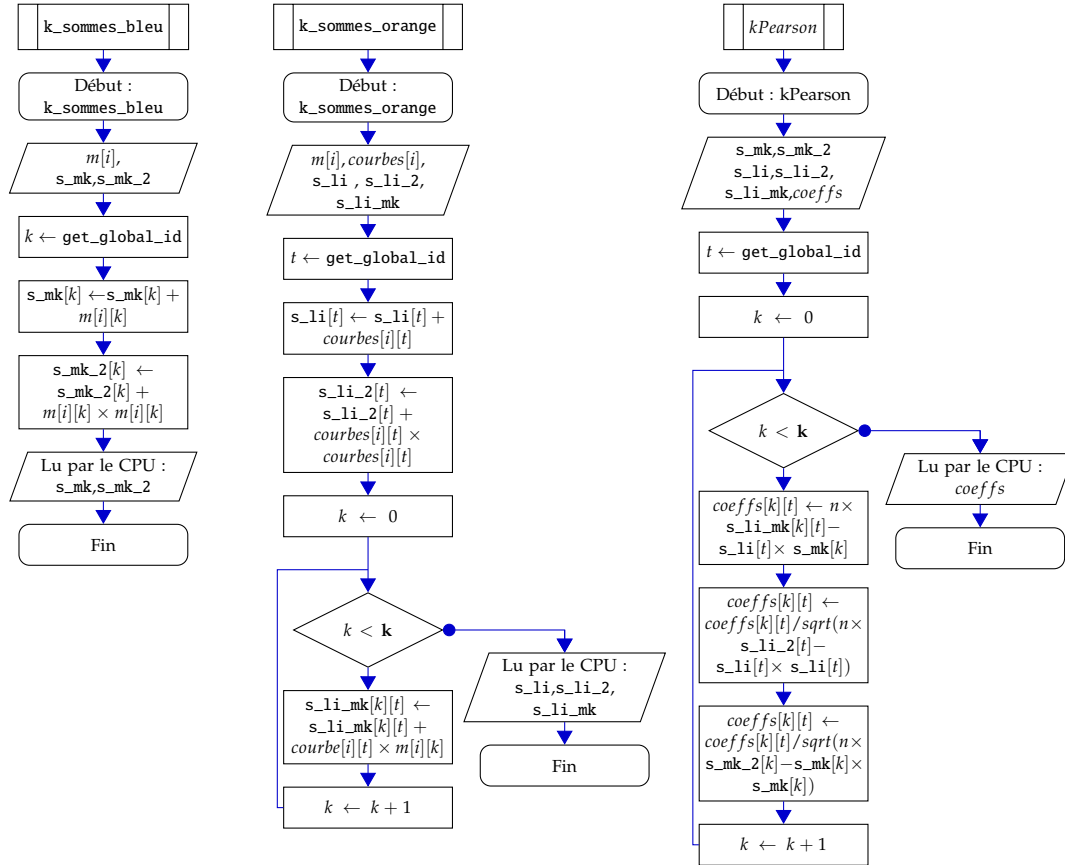 k_sommes_bleu
Début :
k_sommes_bleu
m[i],
s_mk,s_mk_2
k ← get_global_id
s_mk[k] ←s_mk[k] +
m[i][k]
s_mk_2[k] ←
s_mk_2[k] +
m[i][k] × m[i][k]
Lu par le CPU :
s_mk,s_mk_2
Fin
k_sommes_orange
Début :
k_sommes_orange
m[i], courbes[i],
s_li , s_li_2,
s_li_mk
t ← get_global_id
s_li[t] ← s_li[t] +
courbes[i][t]
s_li_2[t] ←
s_li_2[t] +
courbes[i][t] ×
courbes[i][t]
k ← 0
k < k
s_li_mk[k][t] ←
s_li_mk[k][t] +
courbe[i][t] × m[i][k]
k ← k + 1
Lu par le CPU :
s_li,s_li_2,
s_li_mk
Fin
kPearson
Début : kPearson
s_mk,s_mk_2
s_li,s_li_2,
s_li_mk,coeffs
t ← get_global_id
k ← 0
k < k
coeffs[k][t] ← n×
s_li_mk[k][t]−
s_li[t]× s_mk[k]
coeffs[k][t] ←
coeffs[k][t]/sqrt(n×
s_li_2[t]−
s_li[t]× s_li[t])
coeffs[k][t] ←
coeffs[k][t]/sqrt(n×
s_mk_2[k]−s_mk[k]×
s_mk[k])
k ← k + 1
Lu par le CPU :
coeffs
Fin